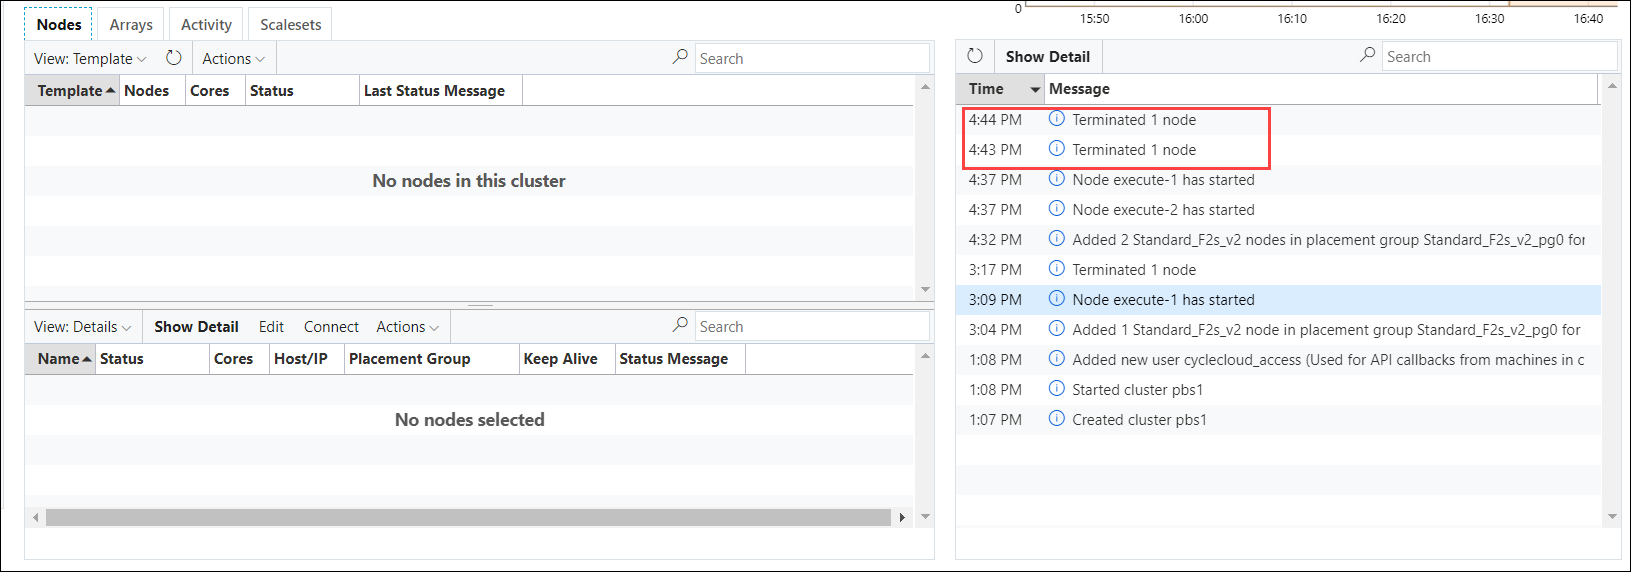 0
15:50 16:00 16:10 16:20 16:30 16:40
Nodes Arrays Activity Scalesets
View: Template Actions Search
Template Nodes Cores Status Last Status Message
No nodes in this cluster
View: Details Show Detail Edit Connect Actions Search
Name Status Cores Host/IP Placement Group Keep Alive Status Message
No nodes selected
Show Detail Search
Time Message
4:44 PM Terminated 1 node
4:43 PM Terminated 1 node
4:37 PM Node execute-1 has started
4:37 PM Node execute-2 has started
4:32 PM Added 2 Standard_F2s_v2 nodes in placement group Standard_F2s_v2_pg0 for
3:17 PM Terminated 1 node
3:09 PM Node execute-1 has started
3:04 PM Added 1 Standard_F2s_v2 node in placement group Standard_F2s_v2_pg0 for
1:08 PM Added new user cyclecloud_access (Used for API callbacks from machines in c
1:08 PM Started cluster pbs1
1:07 PM Created cluster pbs1